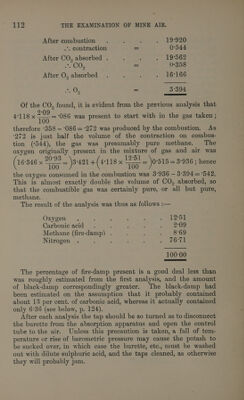 112 THE EXAMINATION OF MINE AIR.
After combustion . . . . 19·920
∴ contraction = 0·544
After CO₂ absorbed . . . . 19·562
∴ CO₂ = 0·358
After O₂ absorbed . . . . 16·166
∴ O₂ = 3·394
Of the CO₂ found, it is evident from the previous analysis that
4·118 × 2·09/100 = ·086 was present to start with in the gas taken;
therefore ·358 − ·086 = ·272 was produced by the combustion. As
·272 is just half the volume of the contraction on combus-
tion (·544), the gas was presumably pure methane. The
oxygen originally present in the mixture of gas and air was
(16·346 × 20·93/100 =) 3·421 + (4·118 × 12·51/100 =) 0·515 = 3·936; hence
the oxygen consumed in the combustion was 3·936 − 3·394 = ·542.
This is almost exactly double the volume of CO₂ absorbed, so
that the combustible gas was certainly pure, or all but pure,
methane.
The result of the analysis was thus as follows:—
Oxygen . . . . . 12·51
Carbonic acid . . . . 2·09
Methane (fire-damp) . . . . 8·69
Nitrogen . . . . . 76·71
100·00
The percentage of fire-damp present is a good deal less than
was roughly estimated from the first analysis, and the amount
of black-damp correspondingly greater. The black-damp had
been estimated on the assumption that it probably contained
about 13 per cent. of carbonic acid, whereas it actually contained
only 6·36 (see below, p. 124).
After each analysis the tap should be so turned as to disconnect
the burette from the absorption apparatus and open the control
tube to the air. Unless this precaution is taken, a fall of tem-
perature or rise of barometric pressure may cause the potash to
be sucked over, in which case the burette, etc., must be washed
out with dilute sulphuric acid, and the taps cleaned, as otherwise
they will probably jam.